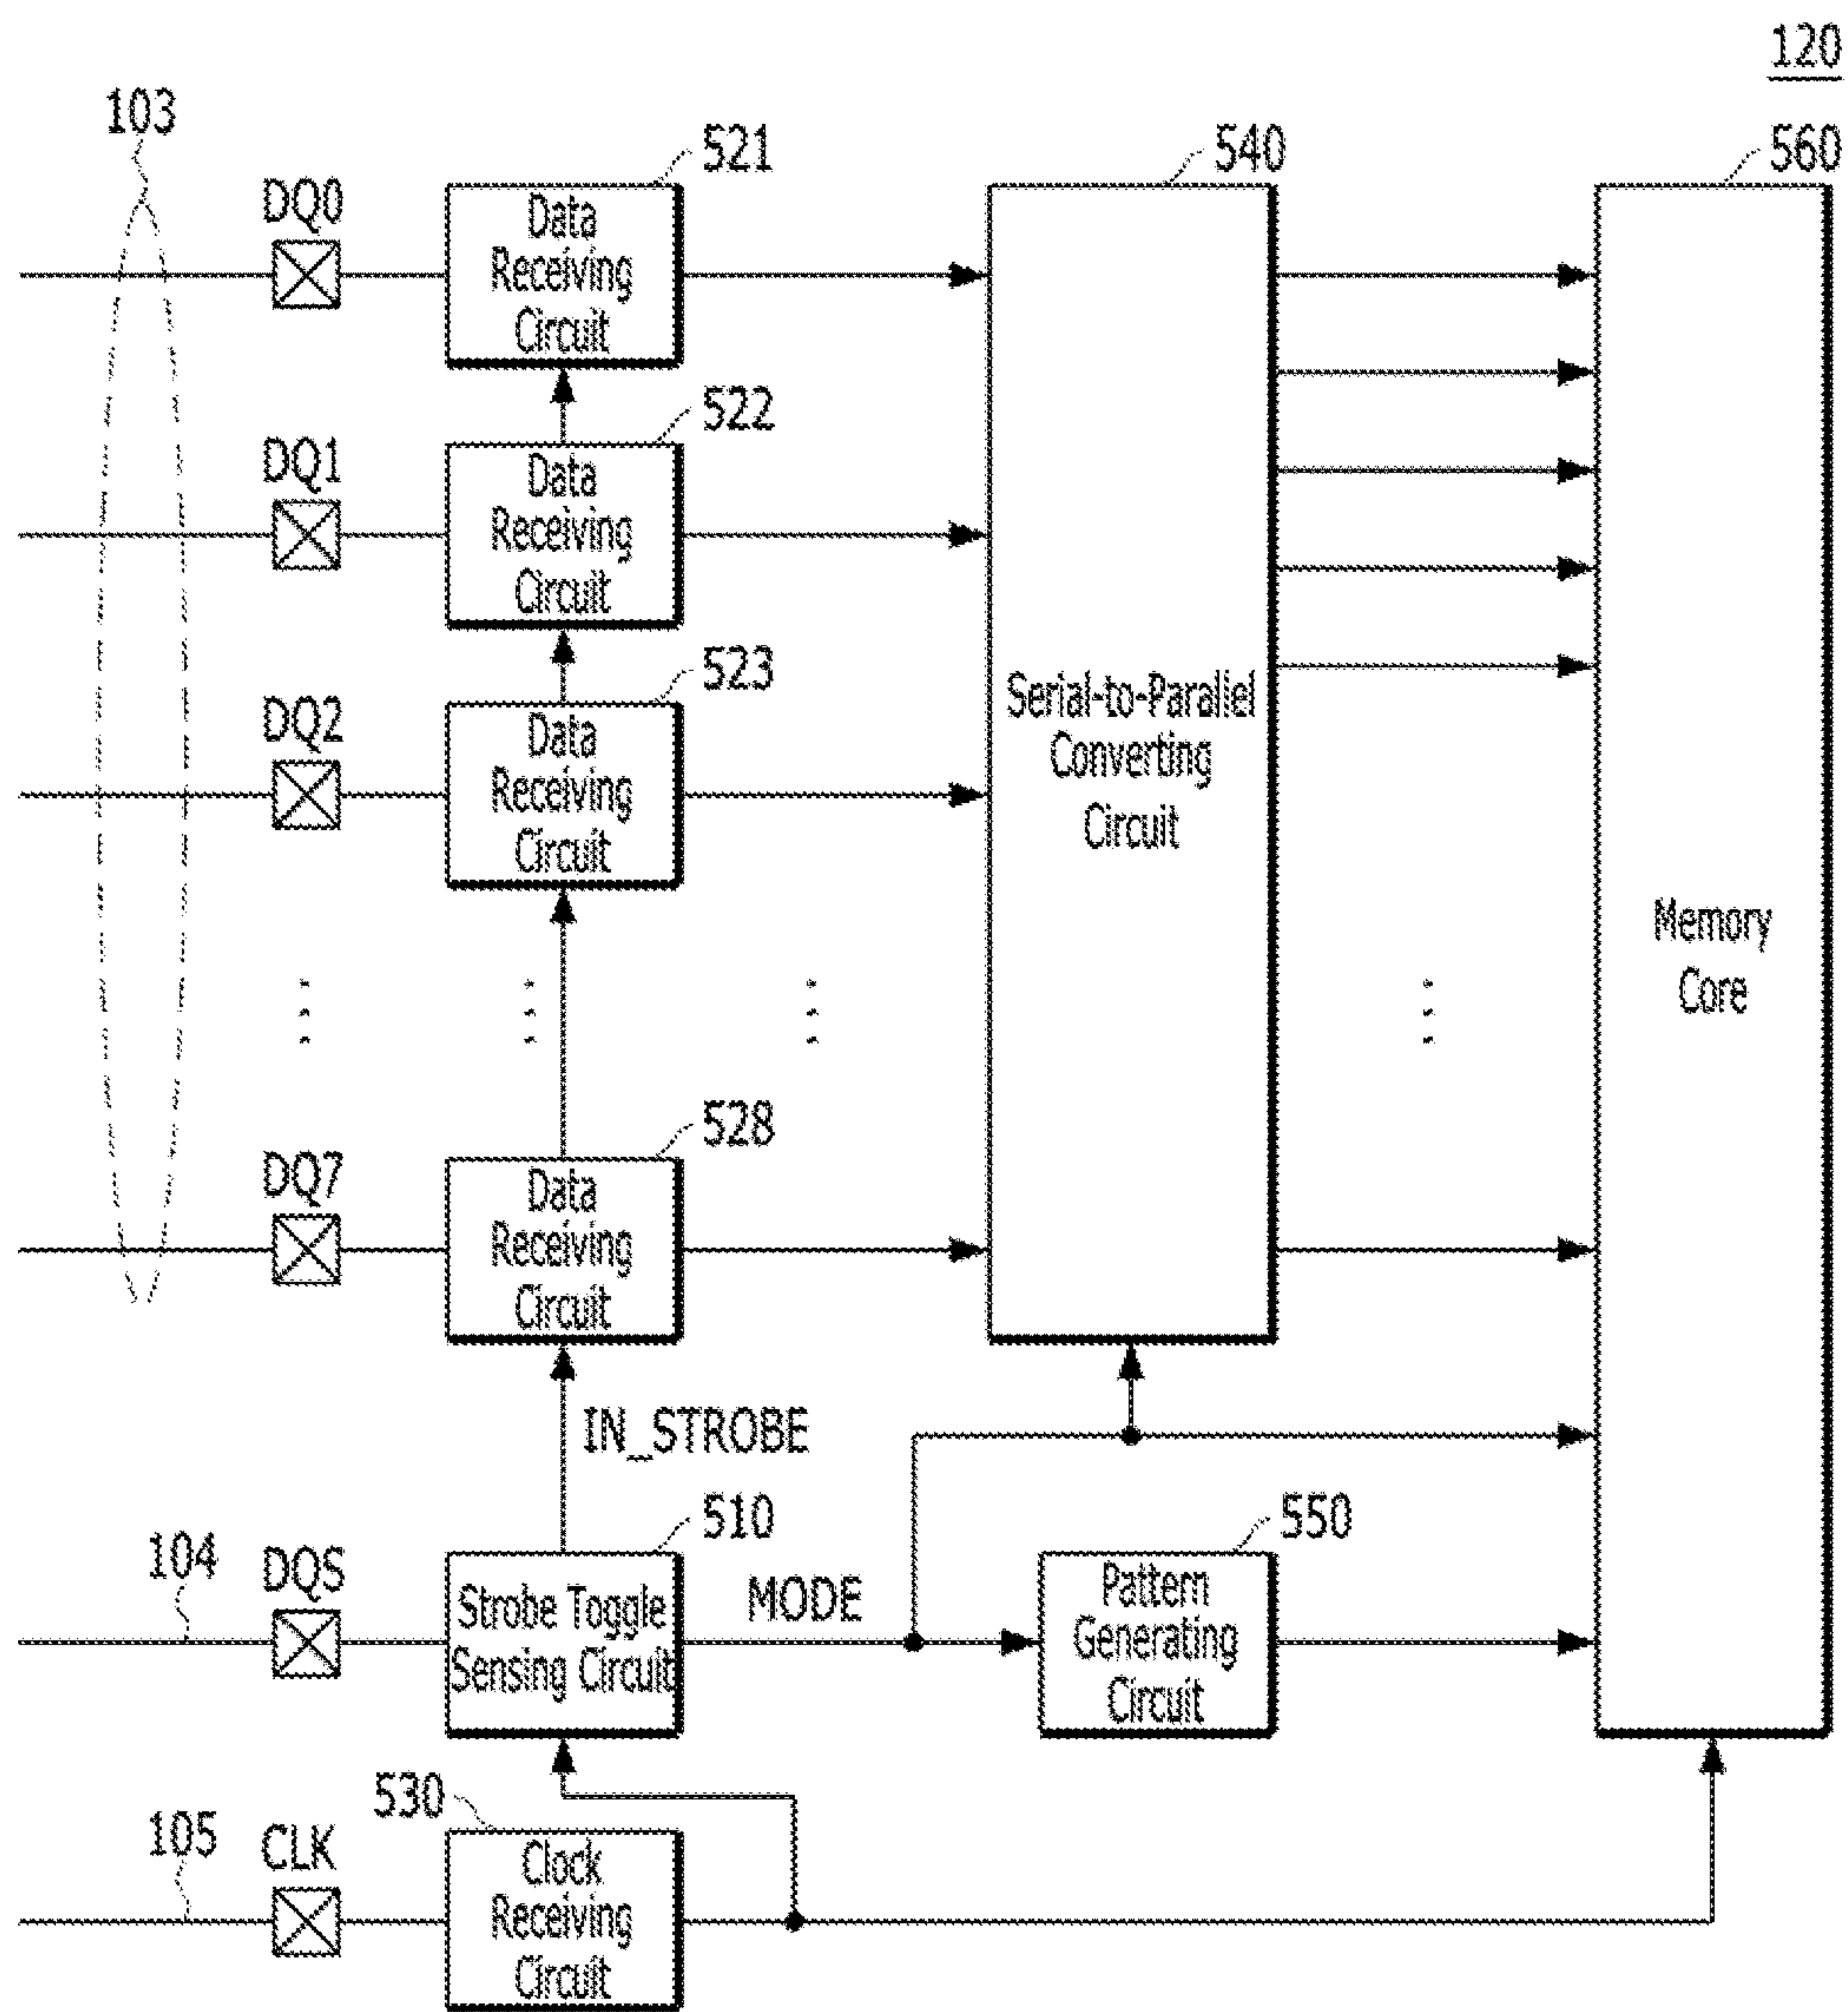 120
103
521
540
560
DQ0
Data
Receiving
Circuit
522
DQ1
Data
Receiving
Circuit
523
DQ2
Data
Receiving
Circuit
Serial-to-Parallel
Converting
Circuit
Memory
Core
528
DQ7
Data
Receiving
Circuit
IN_STROBE
510
550
104
DQS
Strobe Toggle
Sensing Circuit
MODE
Pattern
Generating
Circuit
530
105
CLK
Clock
Receiving
Circuit